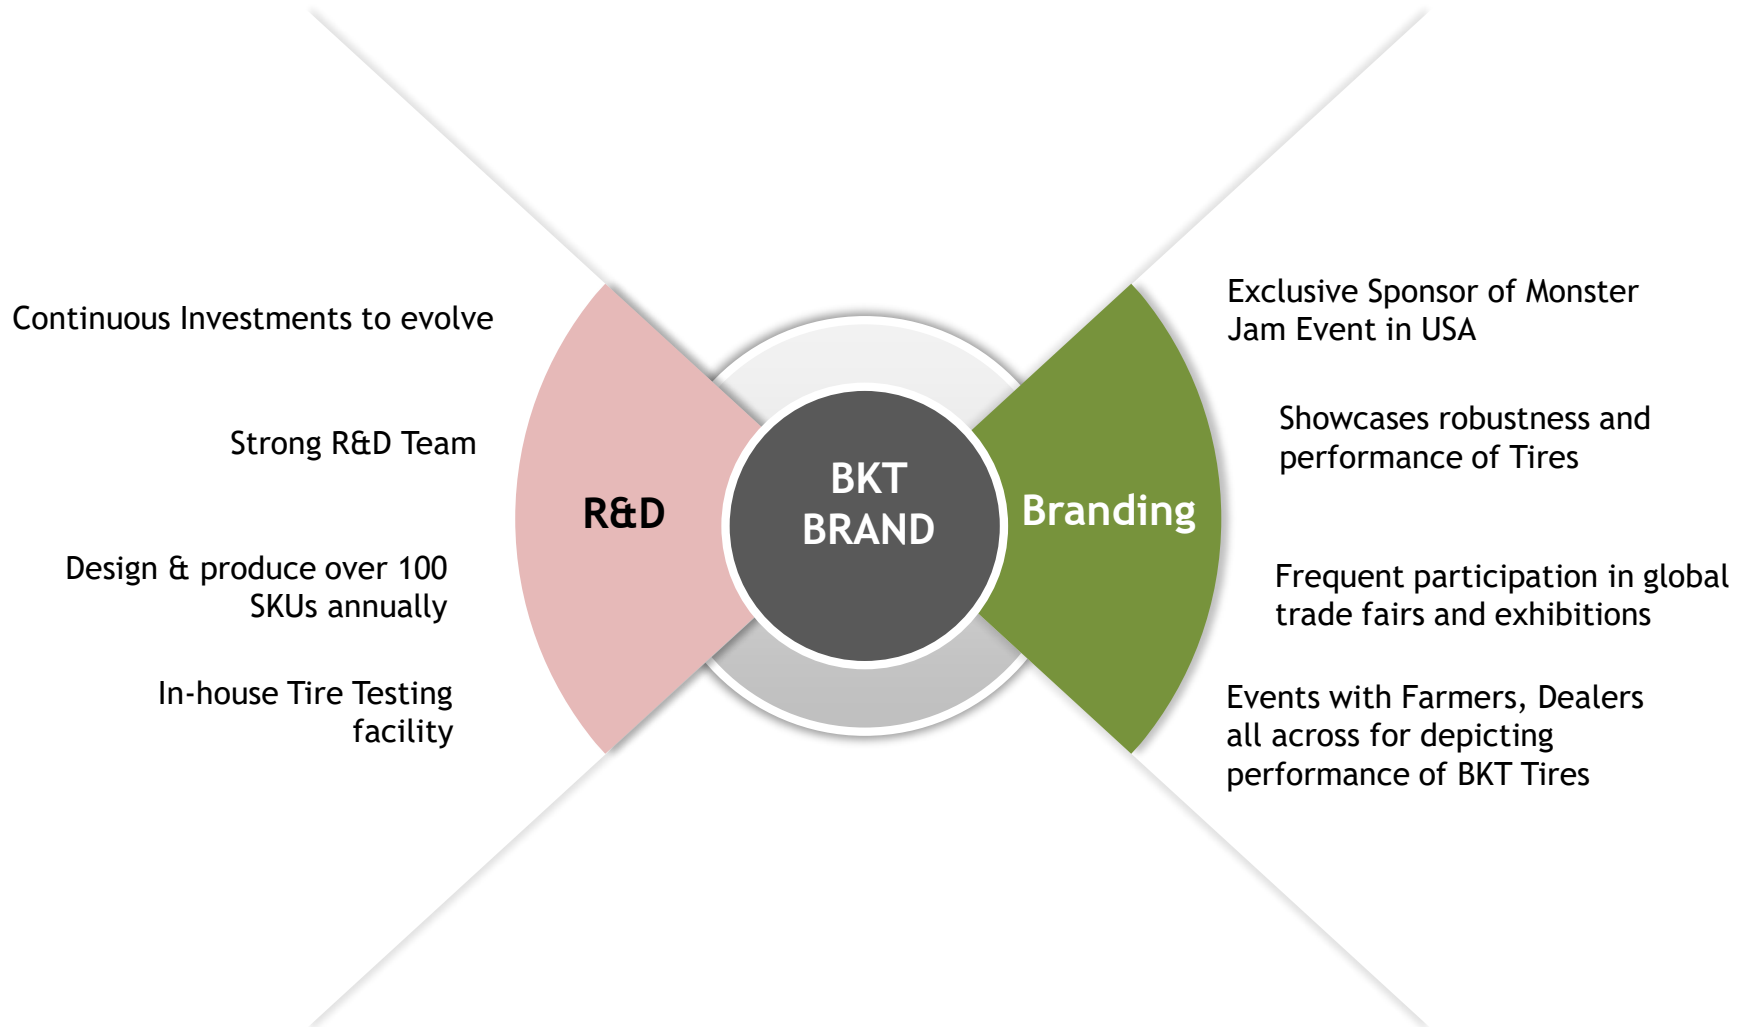 Continuous Investments to evolve
Strong R&D Team
Design & produce over 100
SKUs annually
In-house Tire Testing
facility
R&D
BKT
BRAND
Branding
Exclusive Sponsor of Monster
Jam Event in USA
Showcases robustness and
performance of Tires
Frequent participation in global
trade fairs and exhibitions
Events with Farmers, Dealers
all across for depicting
performance of BKT Tires